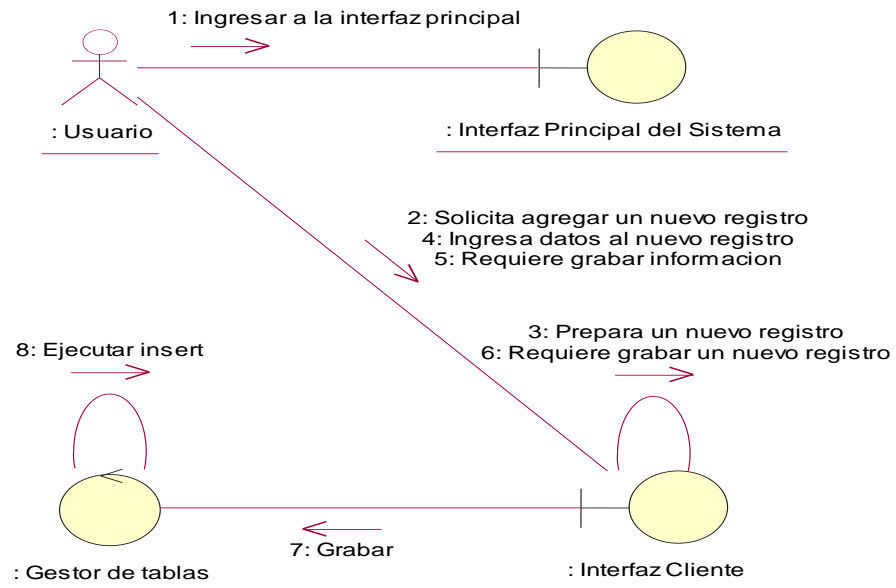 1: Ingresar a la interfaz principal
: Usuario
: Interfaz Principal del Sistema
2: Solicita agregar un nuevo registro
4: Ingresa datos al nuevo registro
5: Requiere grabar informacion
3: Prepara un nuevo registro
6: Requiere grabar un nuevo registro
8: Ejecutar insert
7: Grabar
: Gestor de tablas
: Interfaz Cliente